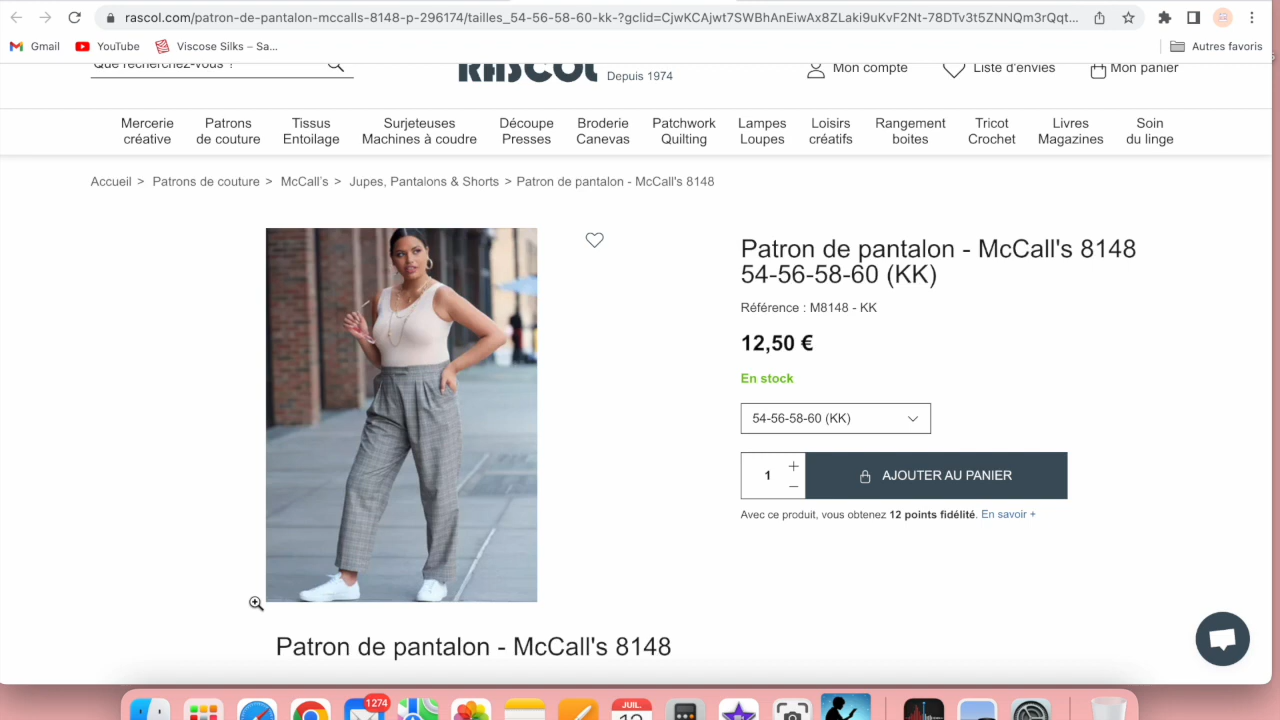 rascol.com/patron-de-pantalon-mccalls-8148-p-296174/tailles_54-56-58-60-kk-?gclid=CjwKCAjwt7SWBhAnEiwAx8ZLaki9uKvF2Nt-78DTv3t5ZNNQm3rQqt...
Gmail
YouTube
Viscose Silks – Sa...
Autres favoris
Que recherchez-vous ?
RASCOL
Depuis 1974
Mon compte
Liste d'envies
Mon panier
Mercerie créative
Patrons de couture
Tissus Entoilage
Surjeteuses Machines à coudre
Découpe Presses
Broderie Canevas
Patchwork Quilting
Lampes Loupes
Loisirs créatifs
Rangement boites
Tricot Crochet
Livres Magazines
Soin du linge
Accueil > Patrons de couture > McCall's > Jupes, Pantalons & Shorts > Patron de pantalon - McCall's 8148
Patron de pantalon - McCall's 8148
54-56-58-60 (KK)
Référence : M8148 - KK
12,50 €
En stock
54-56-58-60 (KK)
1
+
–
AJOUTER AU PANIER
Avec ce produit, vous obtenez 12 points fidélité. En savoir +
Patron de pantalon - McCall's 8148
1274
JUIL.